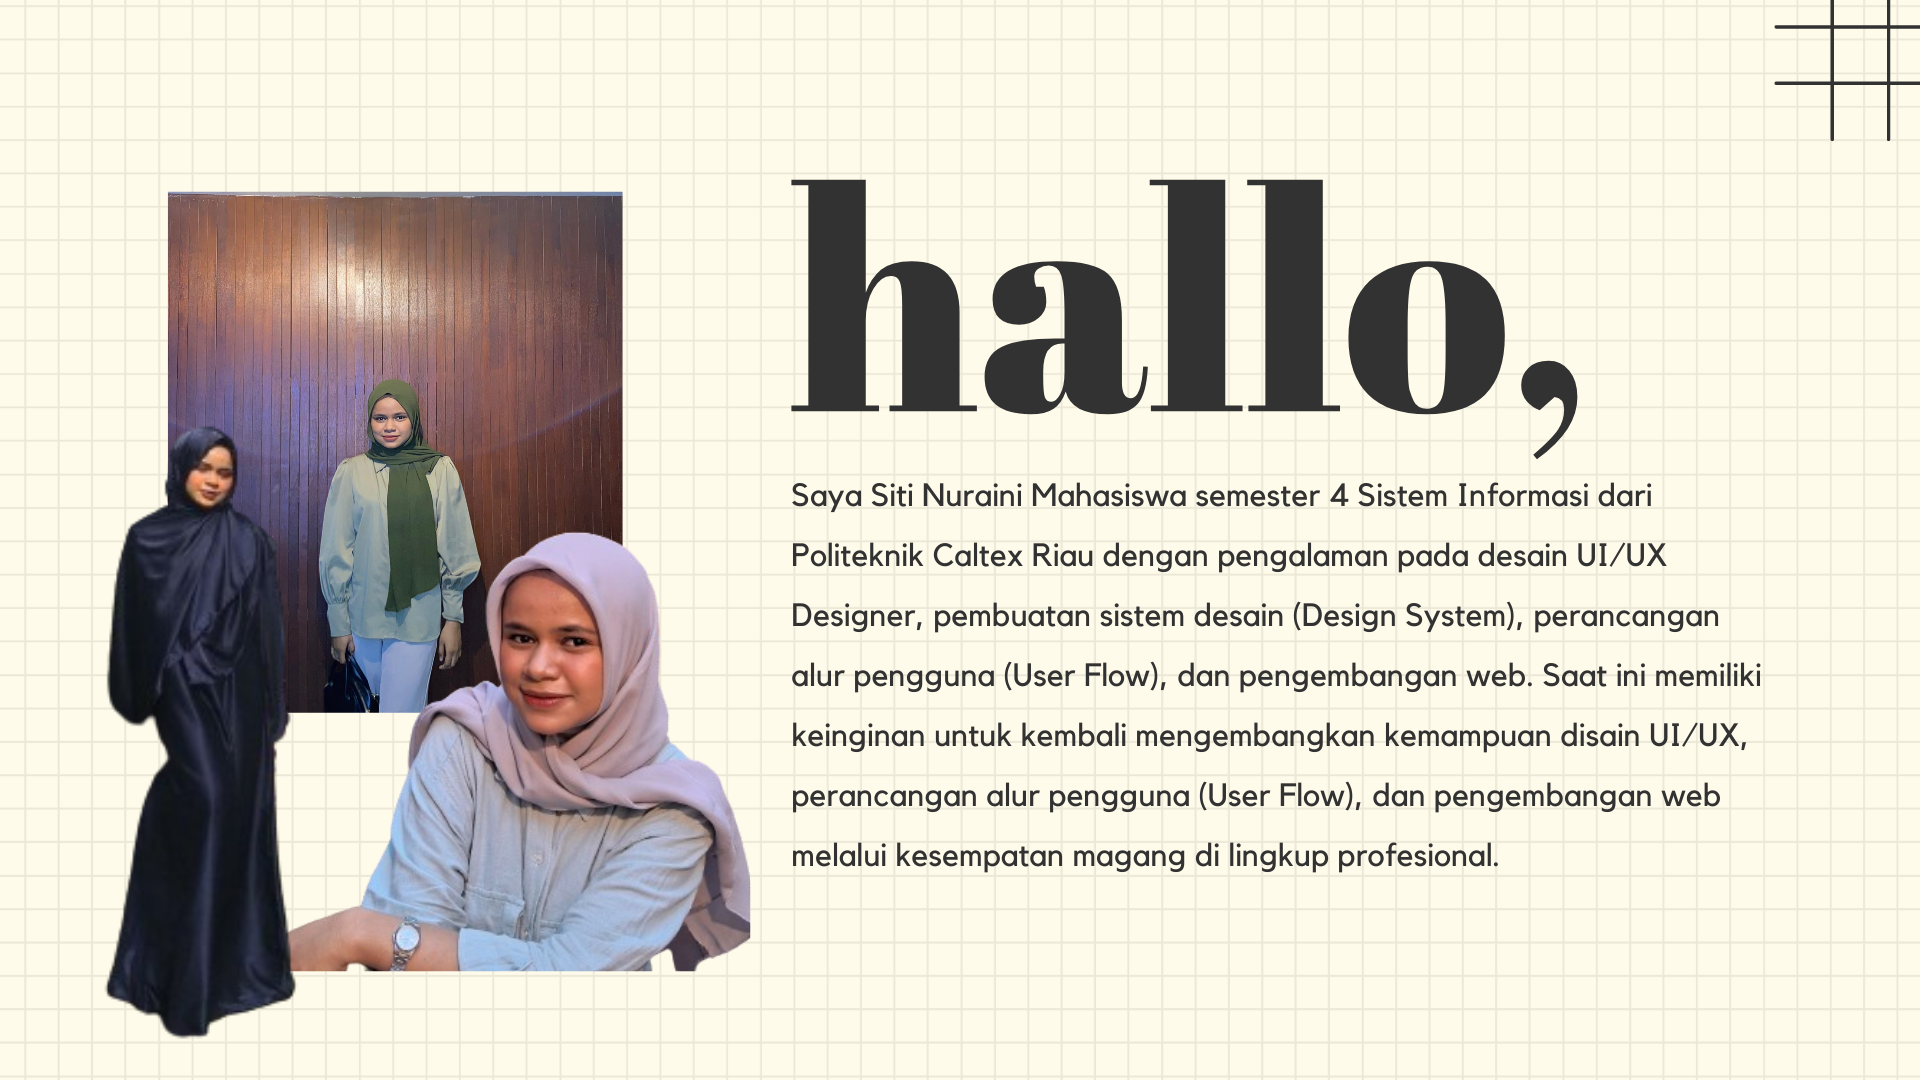 hallo,
Saya Siti Nuraini Mahasiswa semester 4 Sistem Informasi dari
Politeknik Caltex Riau dengan pengalaman pada desain UI/UX
Designer, pembuatan sistem desain (Design System), perancangan
alur pengguna (User Flow), dan pengembangan web. Saat ini memiliki
keinginan untuk kembali mengembangkan kemampuan disain UI/UX,
perancangan alur pengguna (User Flow), dan pengembangan web
melalui kesempatan magang di lingkup profesional.